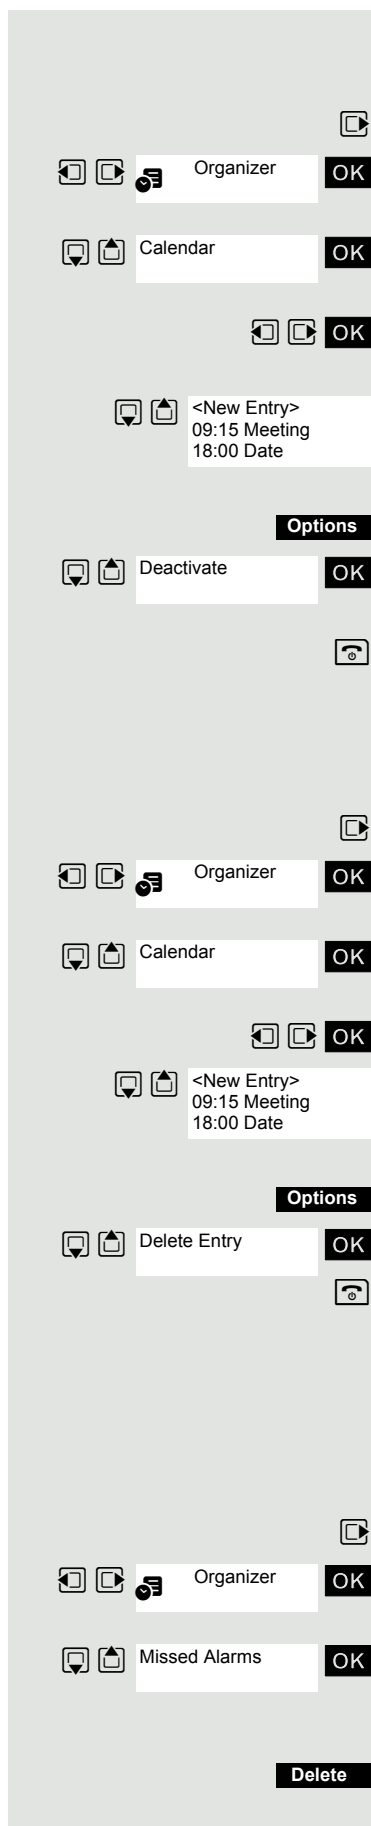 Organizer OK
Calendar OK
OK
<New Entry>
09:15 Meeting
18:00 Date
Options
Deactivate OK
Organizer OK
Calendar OK
OK
<New Entry>
09:15 Meeting
18:00 Date
Options
Delete Entry OK
Organizer OK
Missed Alarms OK
Delete